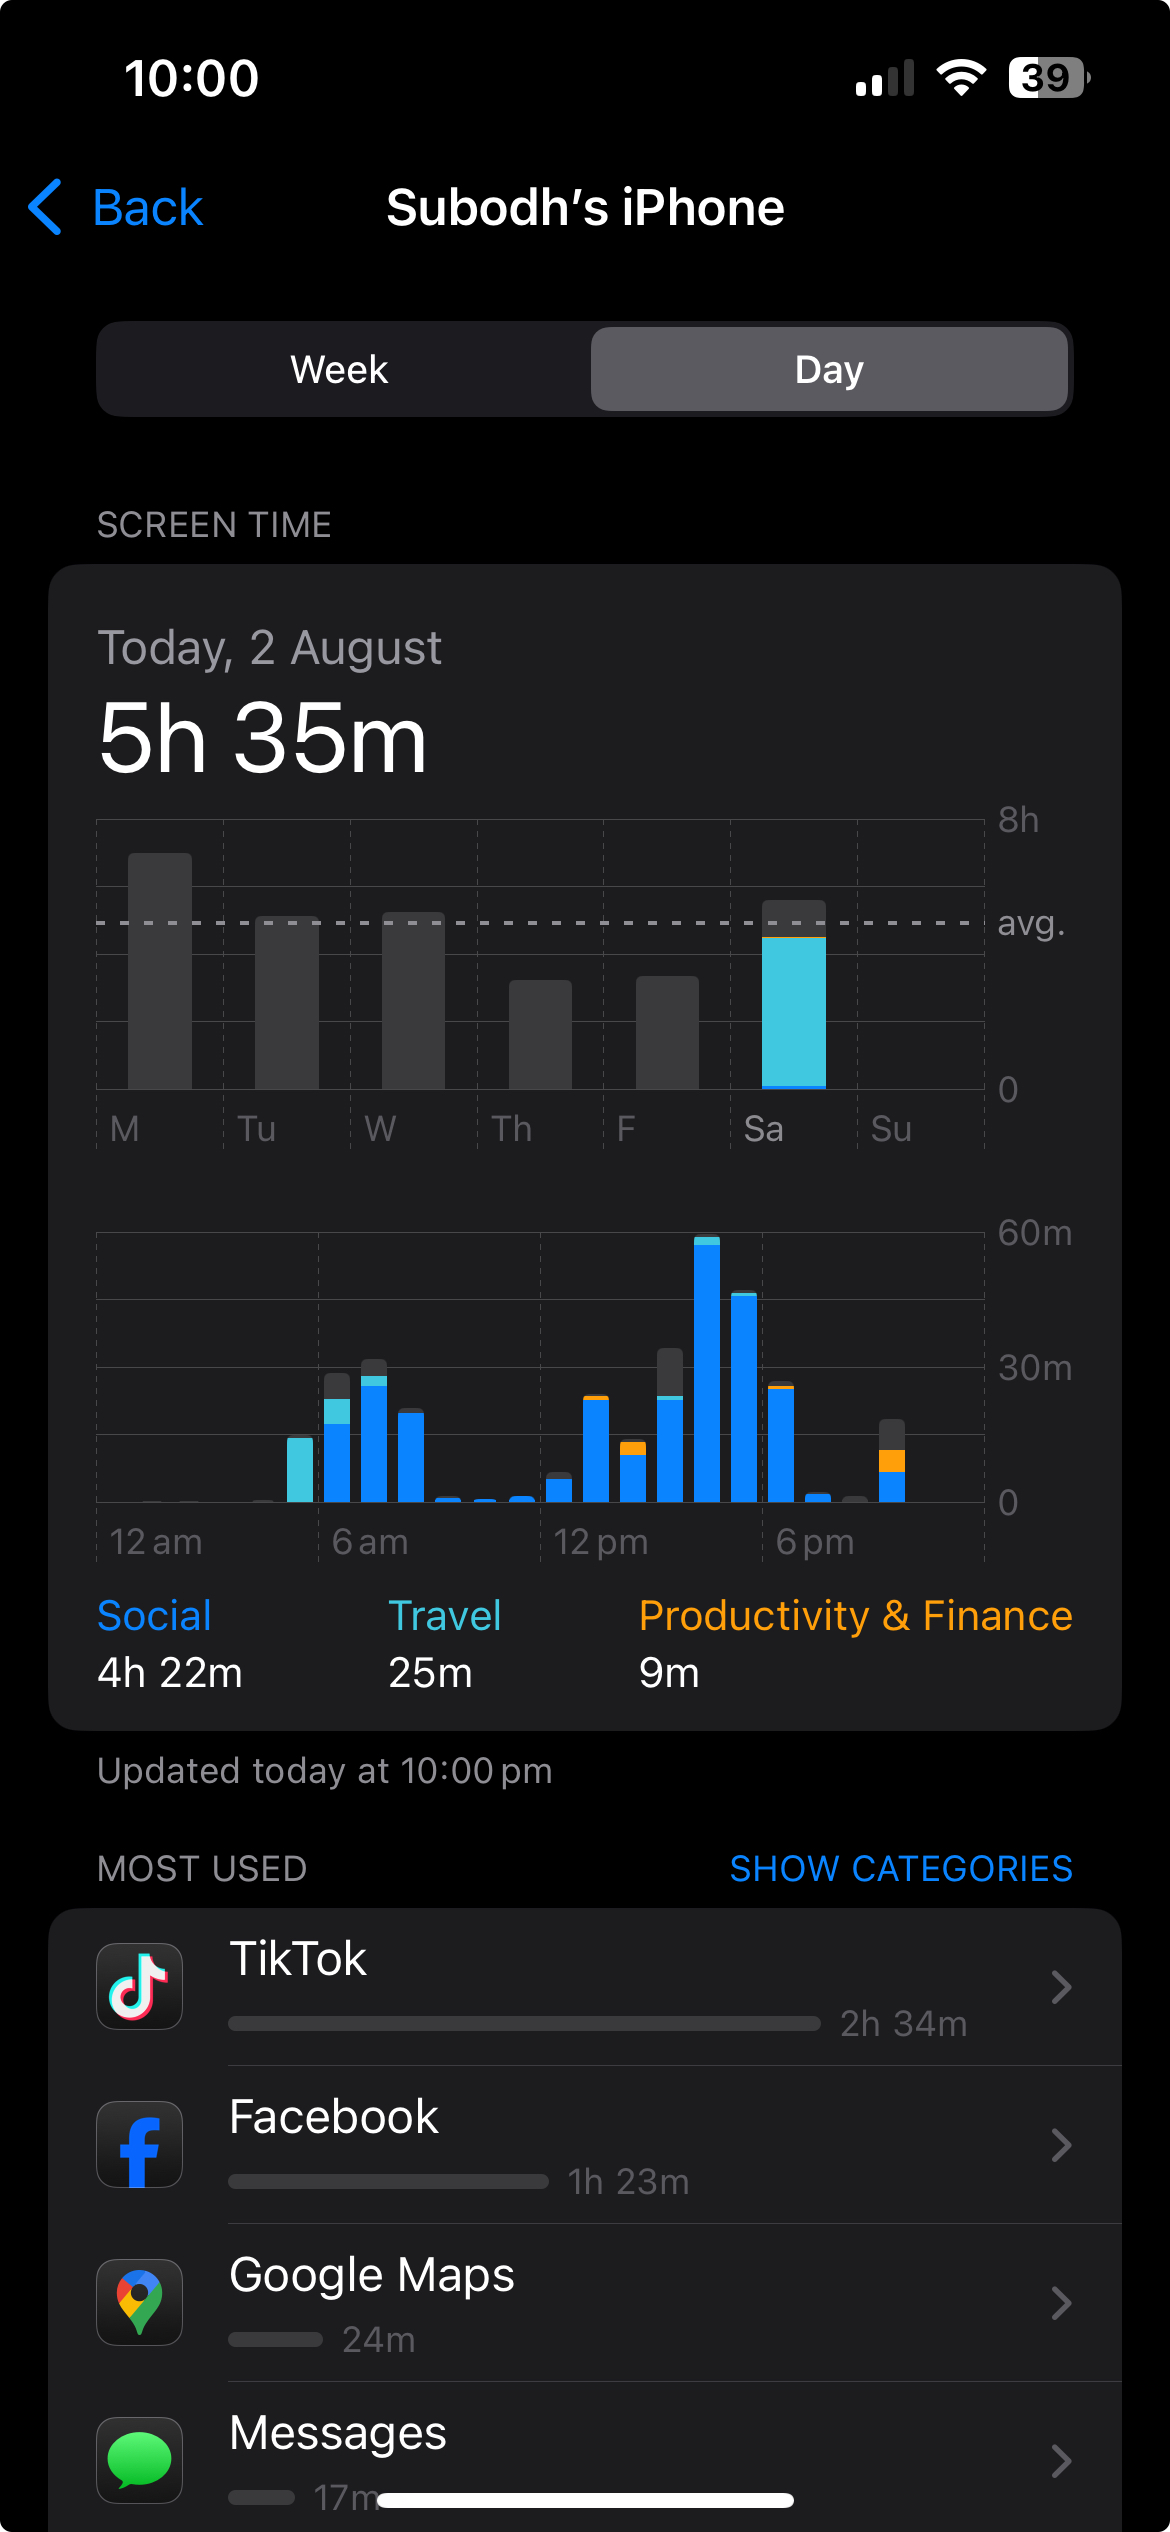 10:00
39
Back
Subodh’s iPhone
Week
Day
SCREEN TIME
Today, 2 August
5h 35m
8h
avg.
0
M Tu W Th F Sa Su
60m
30m
0
12 am 6 am 12 pm 6 pm
Social Travel Productivity & Finance
4h 22m 25m 9m
Updated today at 10:00 pm
MOST USED
SHOW CATEGORIES
TikTok
2h 34m
Facebook
1h 23m
Google Maps
24m
Messages
17m